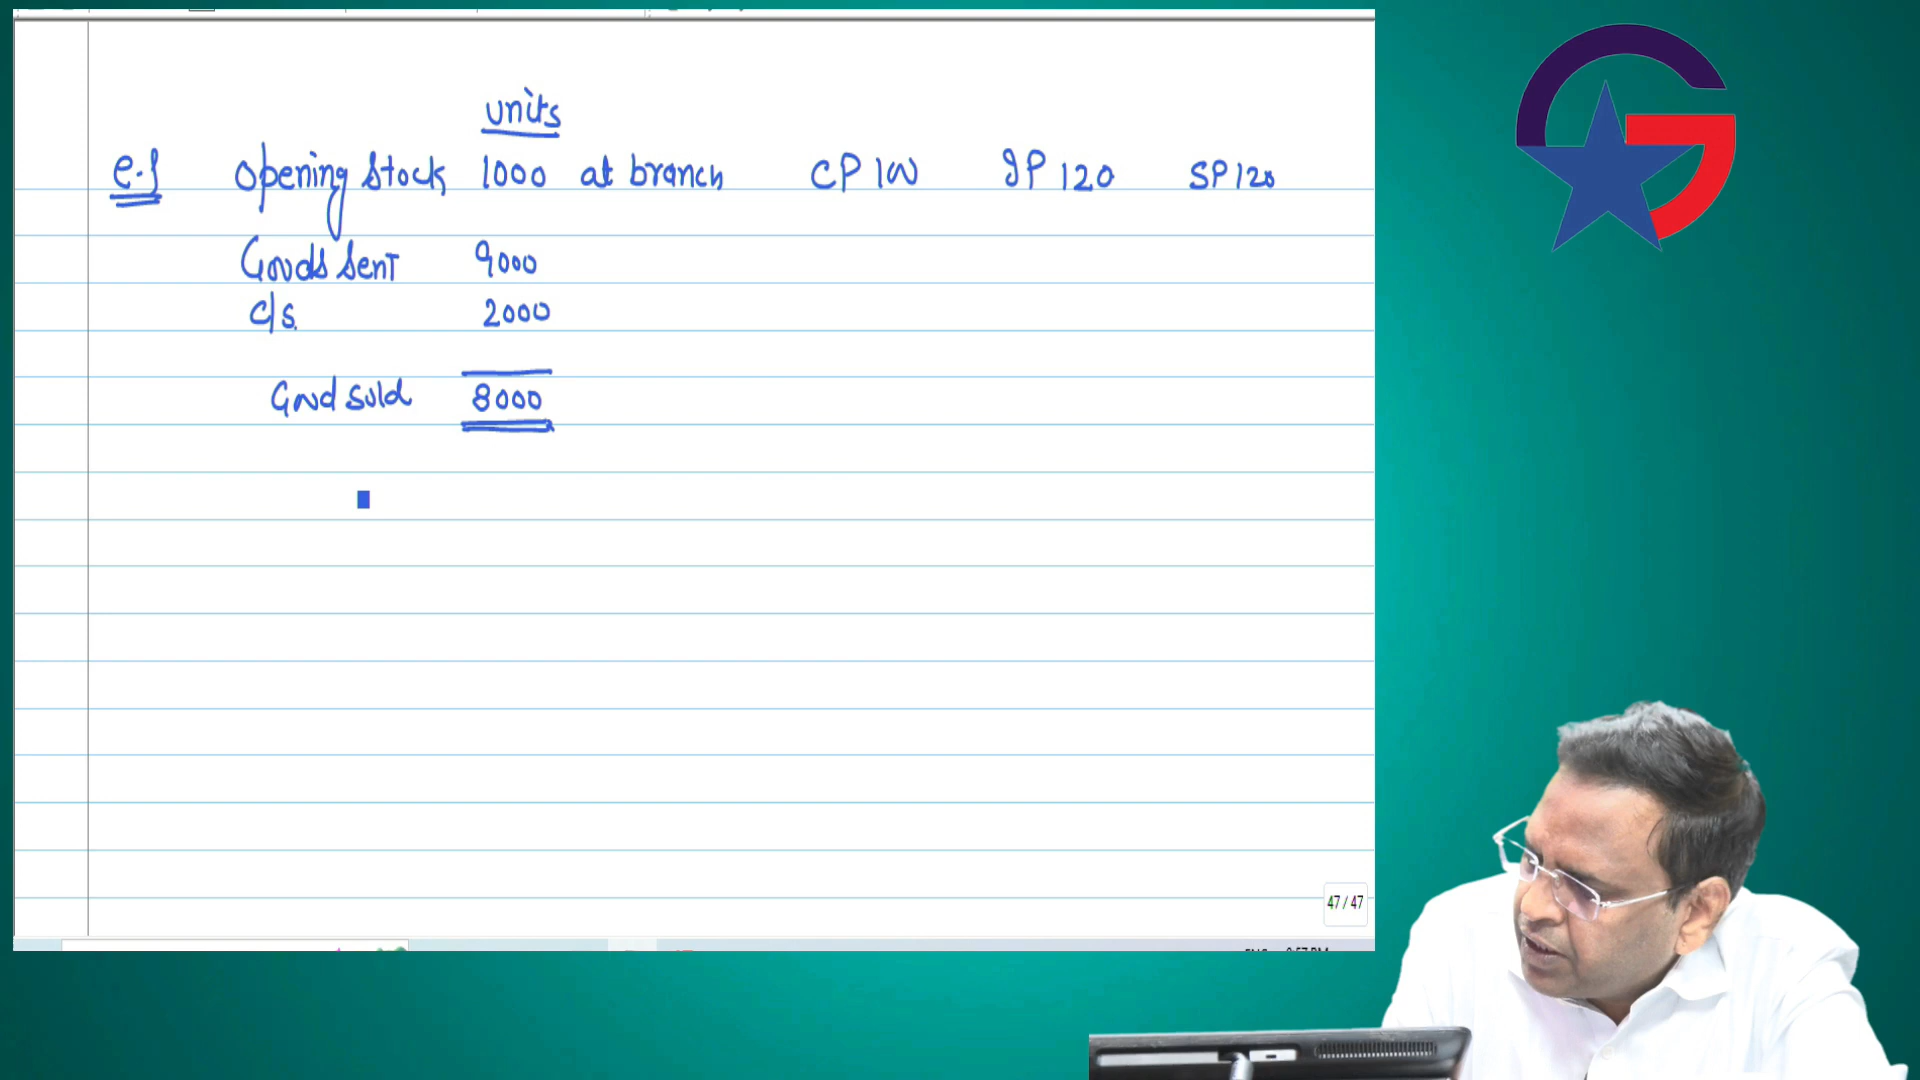 units
e.g Opening Stock 1000 at branch CP 100 IP 120 SP 120
Goods Sent 9000
c/s. 2000
Good sold 8000
47 / 47